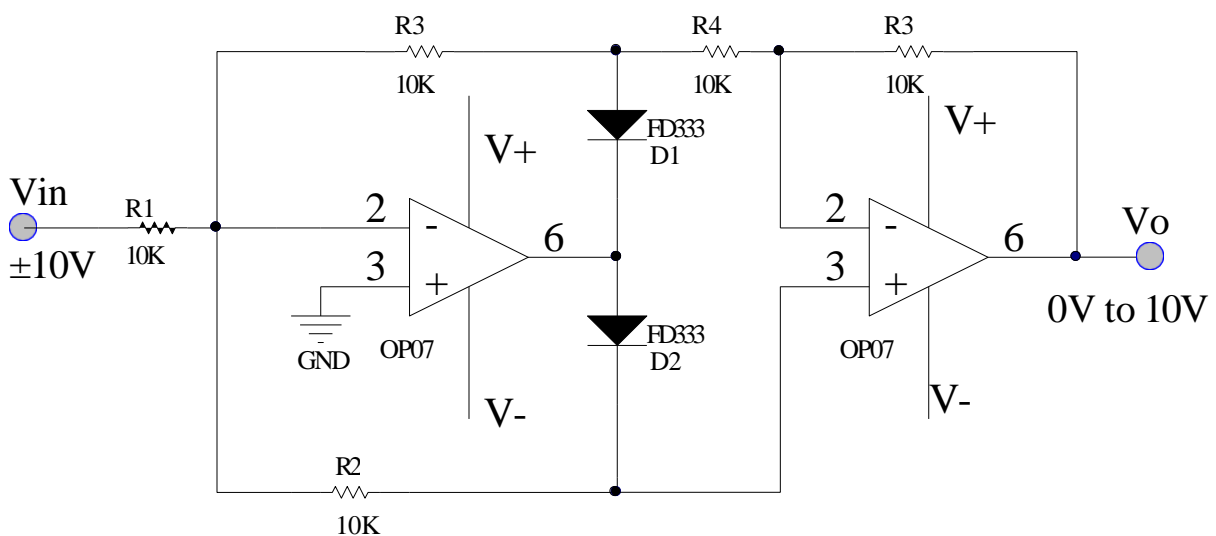 R3
R4
R3
10K
10K
10K
V+
V+
FD333
D1
Vin
R1
2
2
6
6
Vo
±10V
10K
-
-
3
3
+
+
0V to 10V
GND
OP07
FD333
D2
OP07
V-
V-
R2
10K